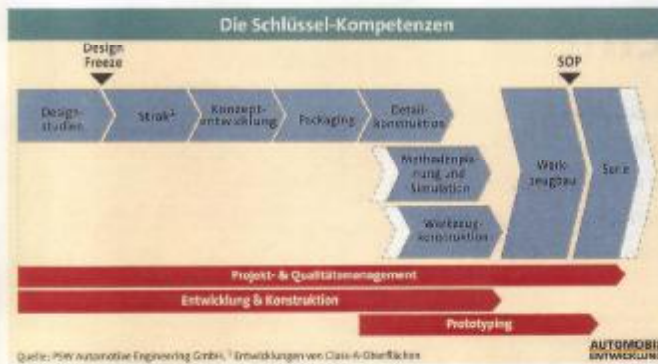 Die Schlüssel-Kompetenzen
Design
Freeze
SOP
Design-
studien
Strak¹
Konzept-
entwicklung
Packaging
Detail-
konstruktion
Methodenpla-
nung und
Simulation
Werkzeug-
konstruktion
Werk-
zeugbau
Serie
Projekt- & Qualitätsmanagement
Entwicklung & Konstruktion
Prototyping
Quelle: PSW automotive Engineering GmbH, ¹ Entwicklungen von Class-A-Oberflächen
AUTOMOBIL
ENTWICKLUNG